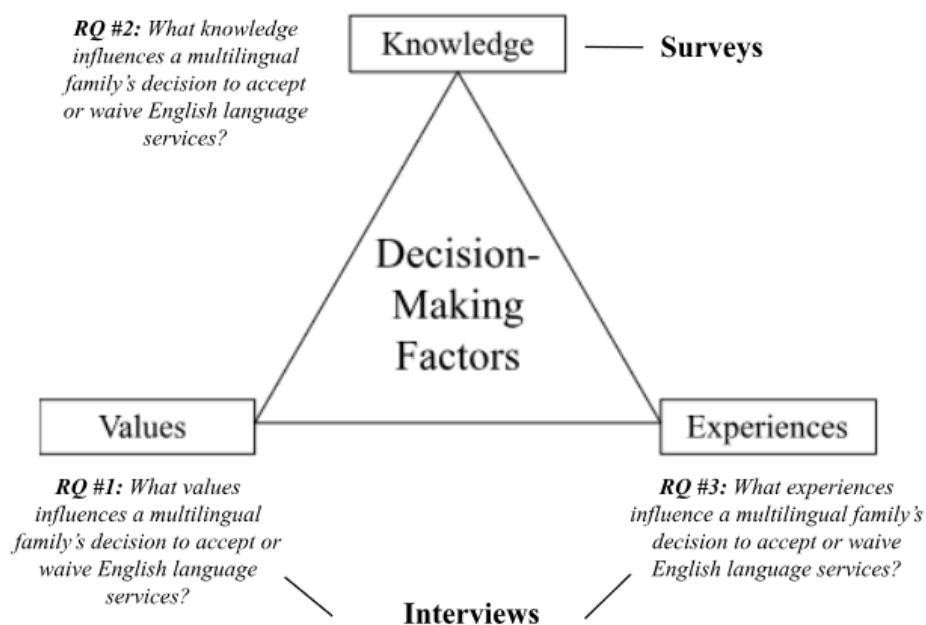 RQ #2: What knowledge
influences a multilingual
family's decision to accept
or waive English language
services?
Knowledge
Surveys
Decision-
Making
Factors
Values
Experiences
RQ #1: What values
influences a multilingual
family's decision to accept or
waive English language
services?
RQ #3: What experiences
influence a multilingual family's
decision to accept or waive
English language services?
Interviews